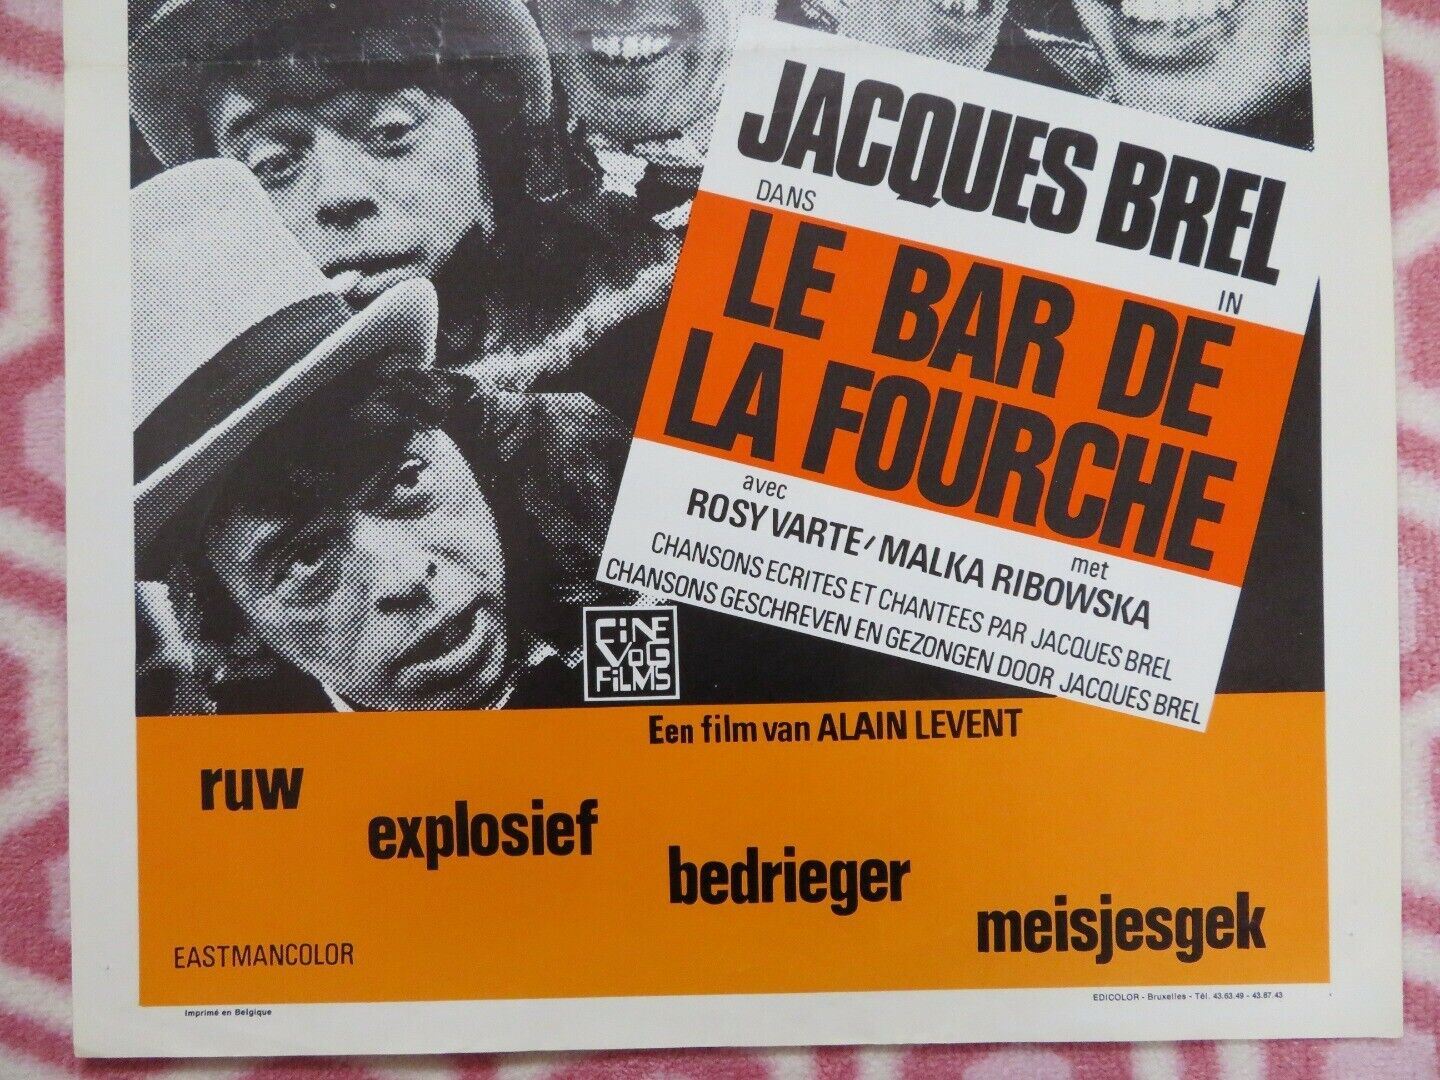 JACQUES BREL
DANS
IN
LE BAR DE
LA FOURCHE
avec
met
ROSY VARTE / MALKA RIBOWSKA
CHANSONS ECRITES ET CHANTEES PAR JACQUES BREL
CHANSONS GESCHREVEN EN GEZONGEN DOOR JACQUES BREL
CiNE
VOG
FiLMS
Een film van ALAIN LEVENT
ruw
explosief
bedrieger
meisjesgek
EASTMANCOLOR
Imprimé en Belgique
EDICOLOR - Bruxelles - Tél. 43.63.49 - 43.67.43